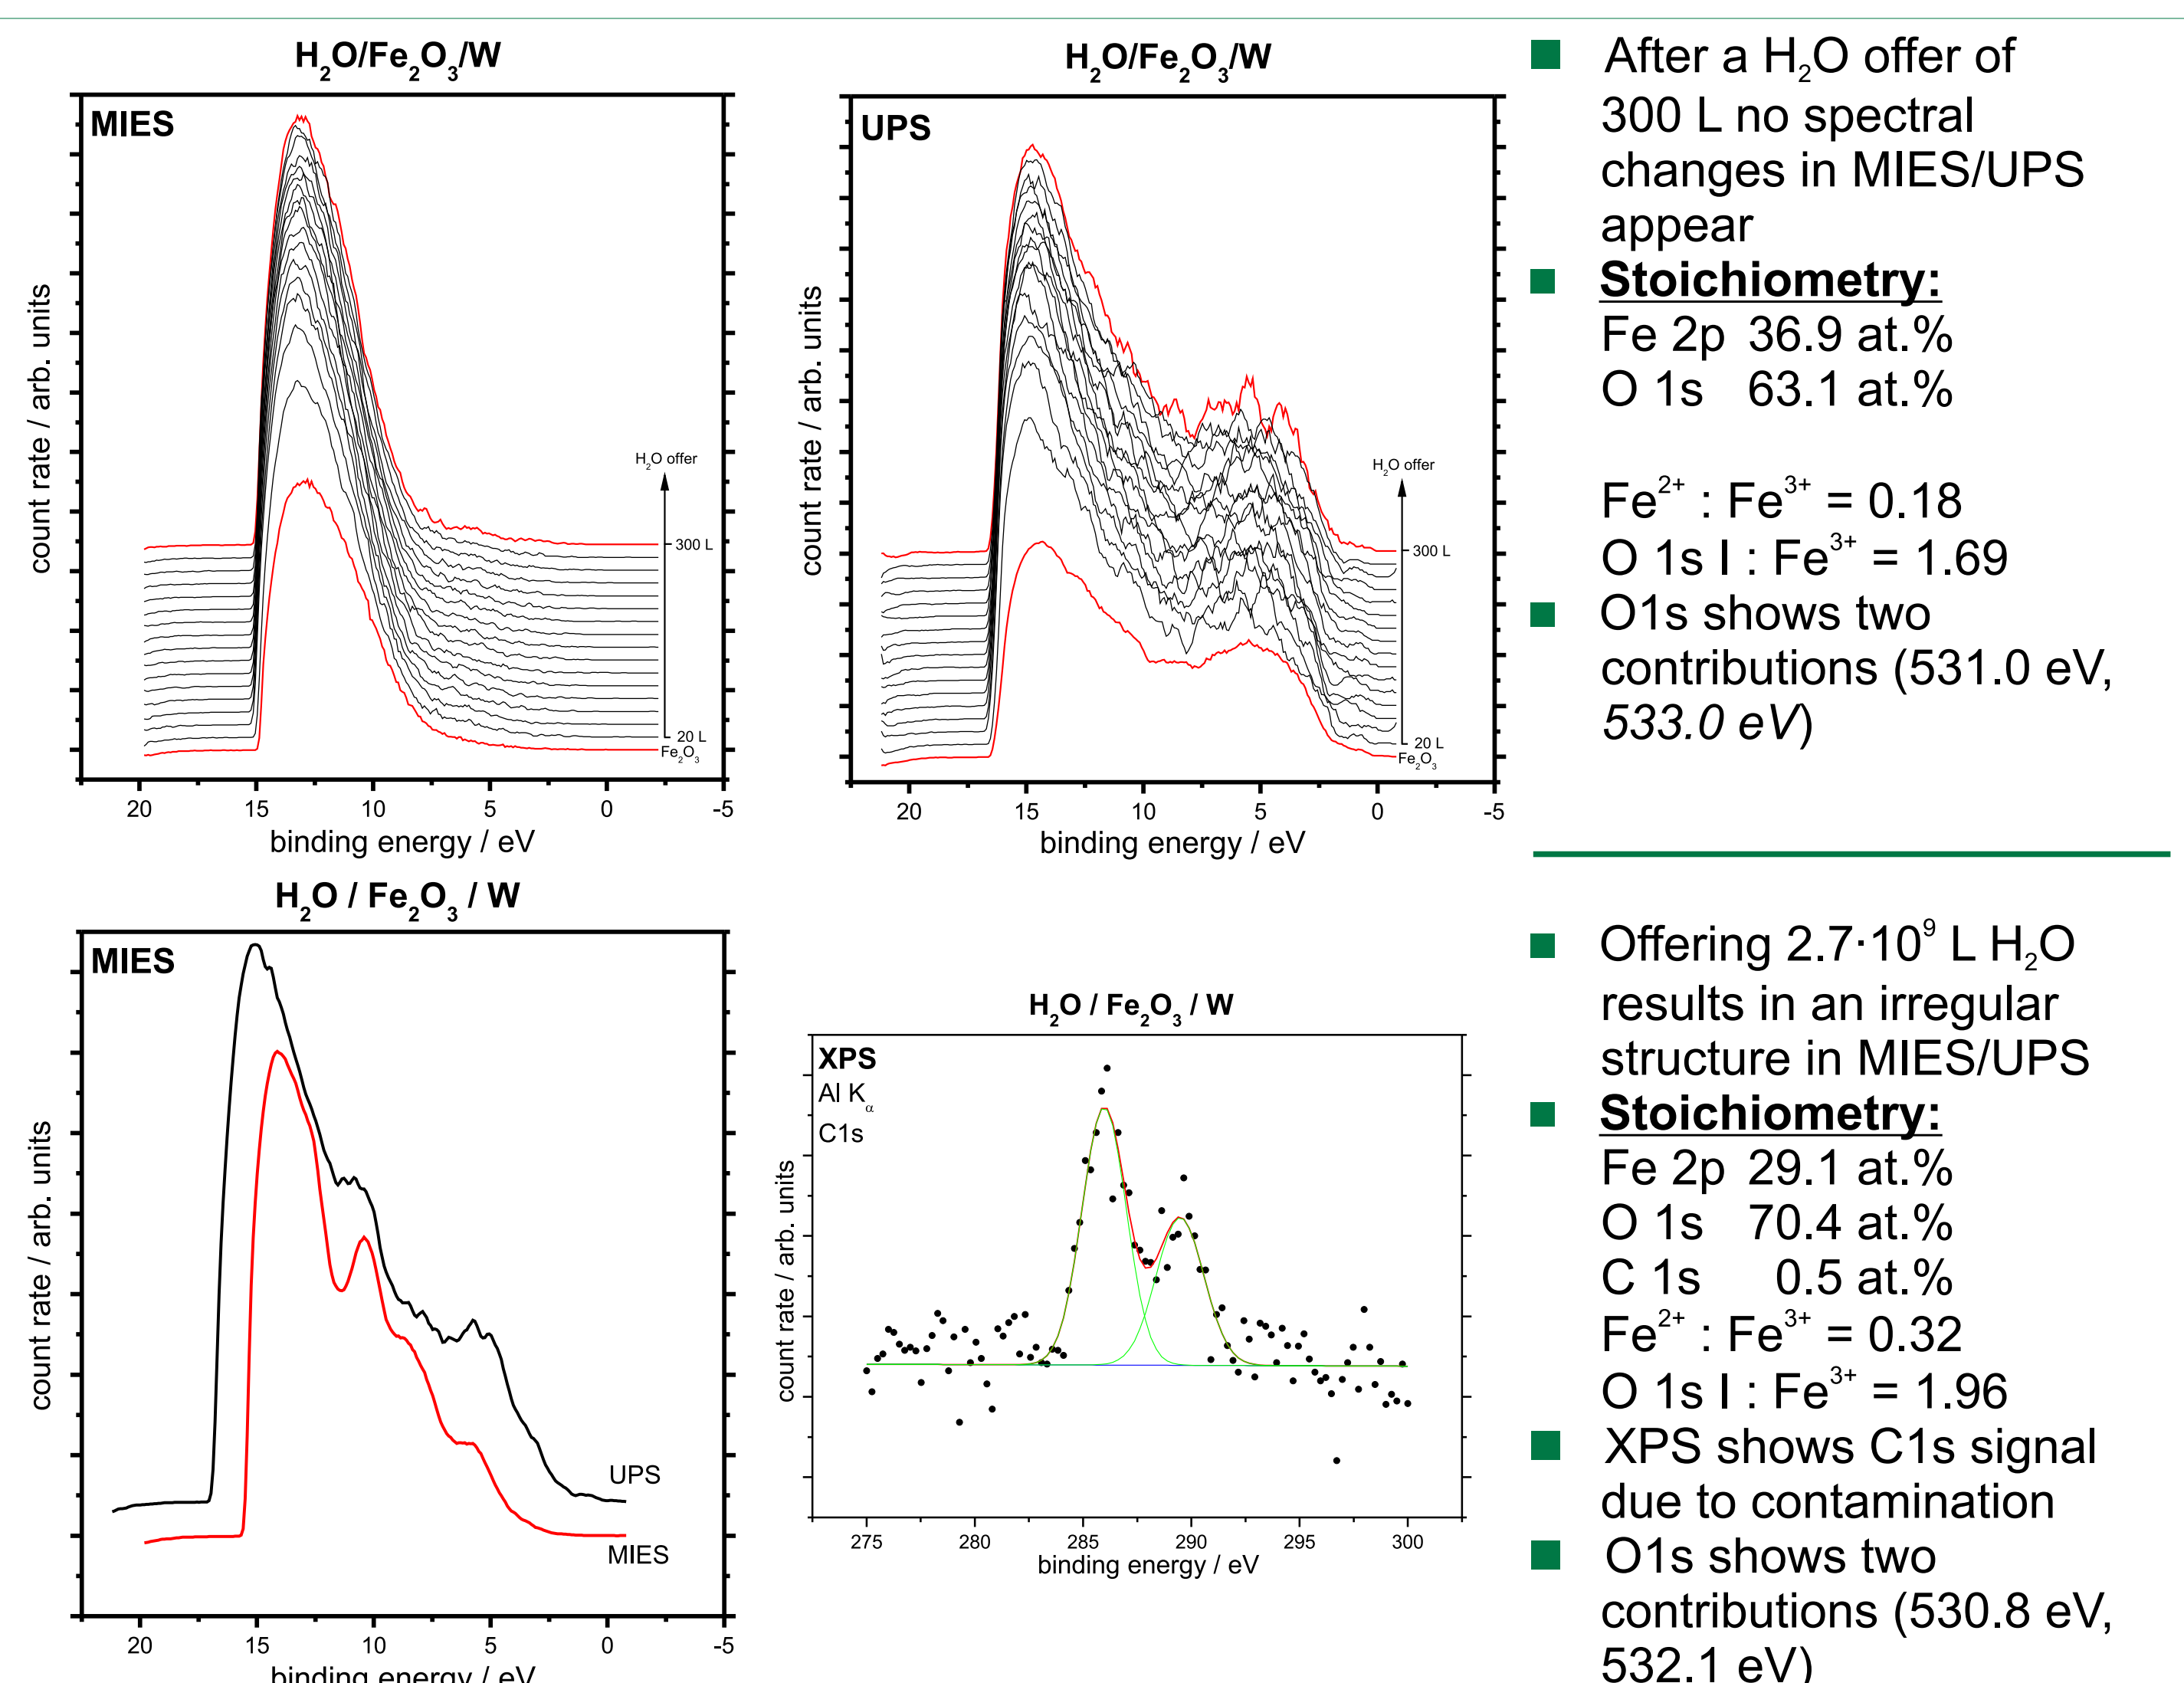 H₂O/Fe₂O₃/W
MIES
count rate / arb. units
H₂O offer
300 L
20 L
Fe₂O₃
20 15 10 5 0 -5
binding energy / eV
H₂O/Fe₂O₃/W
UPS
count rate / arb. units
H₂O offer
300 L
20 L
Fe₂O₃
20 15 10 5 0 -5
binding energy / eV
After a H₂O offer of
300 L no spectral
changes in MIES/UPS
appear
Stoichiometry:
Fe 2p 36.9 at.%
O 1s 63.1 at.%
Fe²⁺ : Fe³⁺ = 0.18
O 1s I : Fe³⁺ = 1.69
O1s shows two
contributions (531.0 eV,
533.0 eV)
H₂O / Fe₂O₃ / W
MIES
count rate / arb. units
UPS
MIES
20 15 10 5 0 -5
binding energy / eV
H₂O / Fe₂O₃ / W
XPS
Al Kα
C1s
count rate / arb. units
275 280 285 290 295 300
binding energy / eV
Offering 2.7·10⁹ L H₂O
results in an irregular
structure in MIES/UPS
Stoichiometry:
Fe 2p 29.1 at.%
O 1s 70.4 at.%
C 1s 0.5 at.%
Fe²⁺ : Fe³⁺ = 0.32
O 1s I : Fe³⁺ = 1.96
XPS shows C1s signal
due to contamination
O1s shows two
contributions (530.8 eV,
532.1 eV)